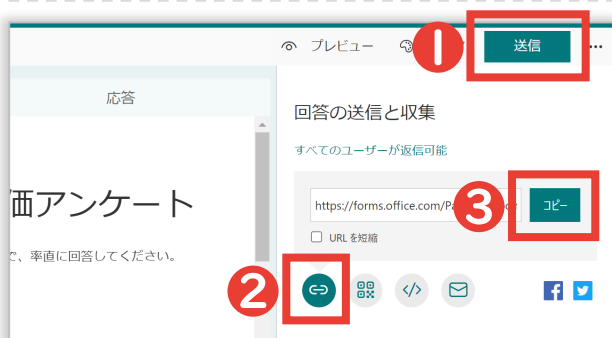 プレビュー
1
送信
...
応答
回答の送信と収集
すべてのユーザーが返信可能
価アンケート
https://forms.office.com/Pa
3
コピー
URL を短縮
で、率直に回答してください。
2